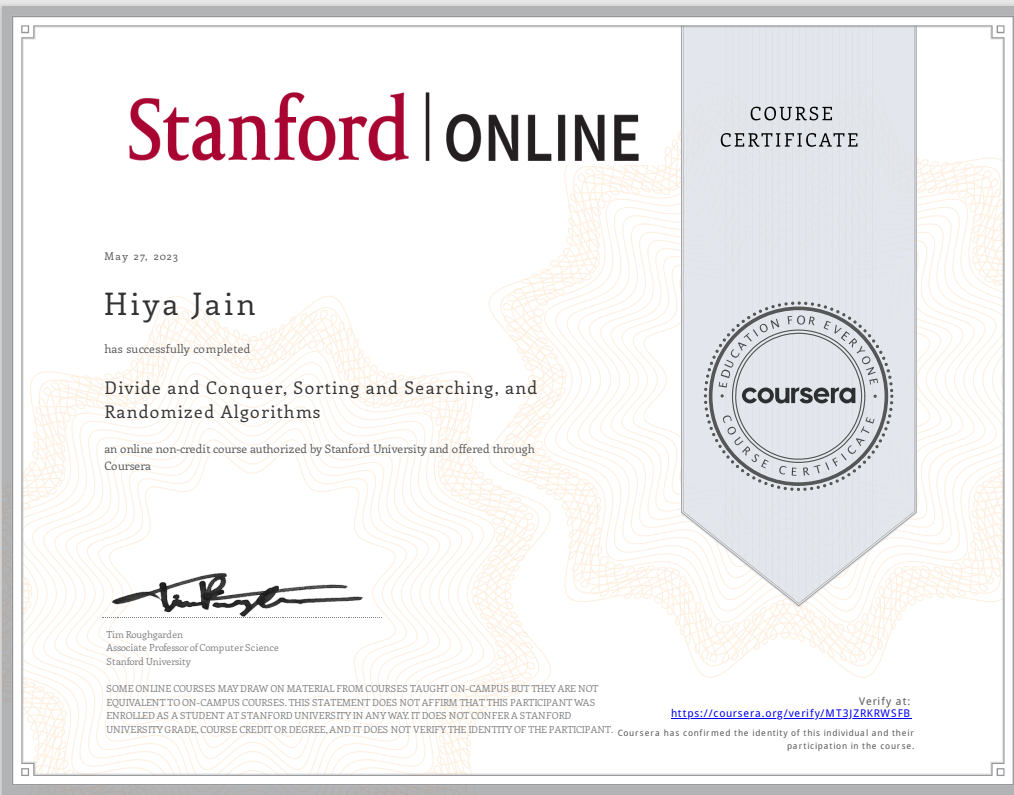 Stanford | ONLINE
COURSE
CERTIFICATE
May 27, 2023
Hiya Jain
has successfully completed
Divide and Conquer, Sorting and Searching, and
Randomized Algorithms
an online non-credit course authorized by Stanford University and offered through
Coursera
EDUCATION FOR EVERYONE
coursera
COURSE CERTIFICATE
Tim Roughgarden
Tim Roughgarden
Associate Professor of Computer Science
Stanford University
SOME ONLINE COURSES MAY DRAW ON MATERIAL FROM COURSES TAUGHT ON-CAMPUS BUT THEY ARE NOT
EQUIVALENT TO ON-CAMPUS COURSES. THIS STATEMENT DOES NOT AFFIRM THAT THIS PARTICIPANT WAS
ENROLLED AS A STUDENT AT STANFORD UNIVERSITY IN ANY WAY. IT DOES NOT CONFER A STANFORD
UNIVERSITY GRADE, COURSE CREDIT OR DEGREE, AND IT DOES NOT VERIFY THE IDENTITY OF THE PARTICIPANT.
Verify at:
https://coursera.org/verify/MT3JZRKRWSFB
Coursera has confirmed the identity of this individual and their
participation in the course.